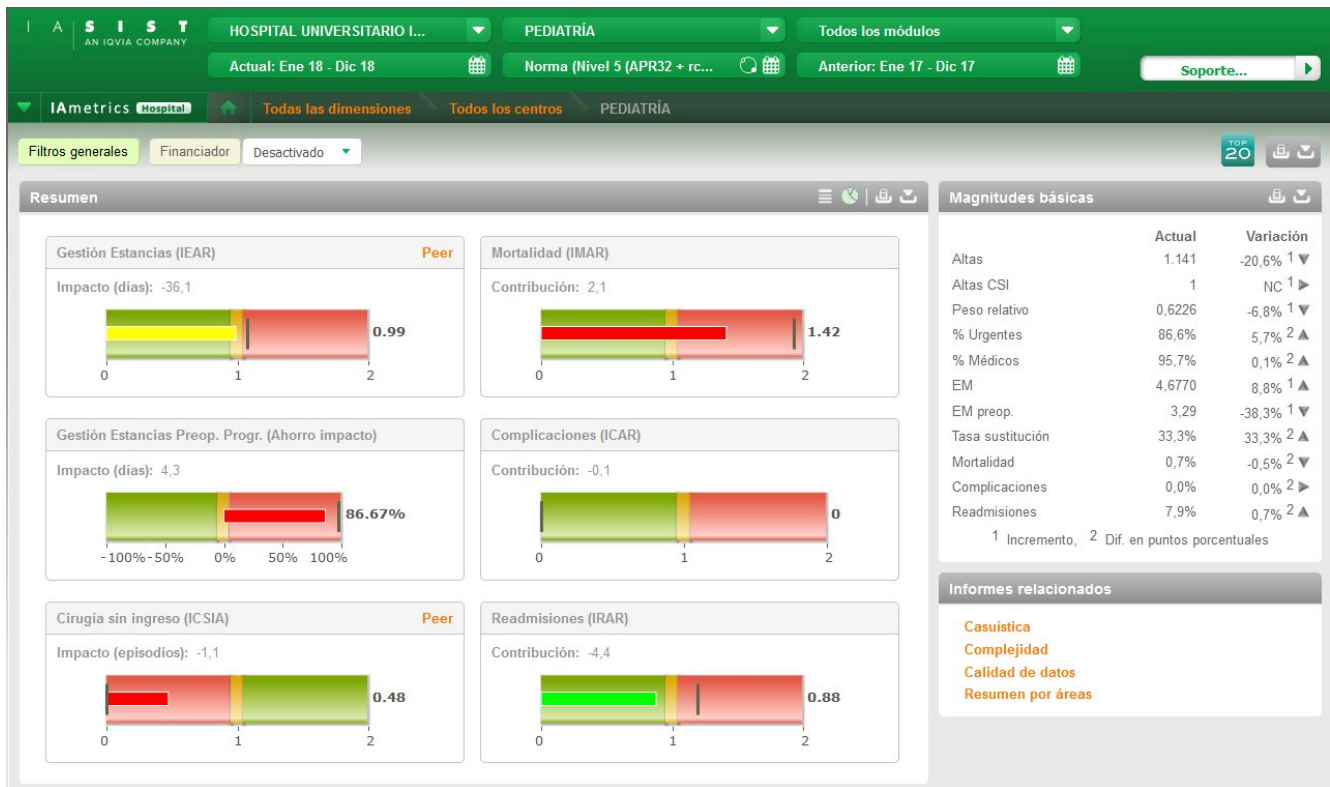 I A S I S T
AN IQVIA COMPANY
HOSPITAL UNIVERSITARIO I...
PEDIATRÍA
Todos los módulos
Actual: Ene 18 - Dic 18
Norma (Nivel 5 (APR32 + rc...
Anterior: Ene 17 - Dic 17
Soporte...
IAmetrics Hospital
Todas las dimensiones
Todos los centros
PEDIATRÍA
Filtros generales
Financiador
Desactivado
TOP 20
Resumen
Gestión Estancias (IEAR) Peer
Impacto (días): -36,1
0.99
0 1 2
Mortalidad (IMAR)
Contribución: 2,1
1.42
0 1 2
Gestión Estancias Preop. Progr. (Ahorro impacto)
Impacto (días): 4,3
86.67%
-100% -50% 0% 50% 100%
Complicaciones (ICAR)
Contribución: -0,1
0
0 1 2
Cirugía sin ingreso (ICSIA) Peer
Impacto (episodios): -1,1
0.48
0 1 2
Readmisiones (IRAR)
Contribución: -4,4
0.88
0 1 2
Magnitudes básicas
Actual Variación
Altas 1.141 -20,6% 1
Altas CSI 1 NC 1
Peso relativo 0,6226 -6,8% 1
% Urgentes 86,6% 5,7% 2
% Médicos 95,7% 0,1% 2
EM 4,6770 8,8% 1
EM preop. 3,29 -38,3% 1
Tasa sustitución 33,3% 33,3% 2
Mortalidad 0,7% -0,5% 2
Complicaciones 0,0% 0,0% 2
Readmisiones 7,9% 0,7% 2
1 Incremento, 2 Dif. en puntos porcentuales
Informes relacionados
Casuística
Complejidad
Calidad de datos
Resumen por áreas